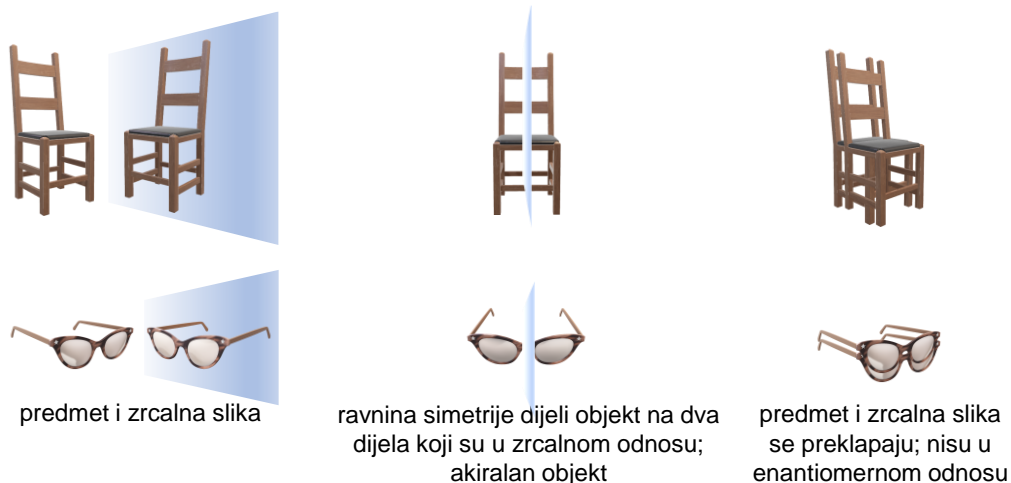 predmet i zrcalna slika
ravnina simetrije dijeli objekt na dva
dijela koji su u zrcalnom odnosu;
akiralan objekt
predmet i zrcalna slika
se preklapaju; nisu u
enantiomernom odnosu